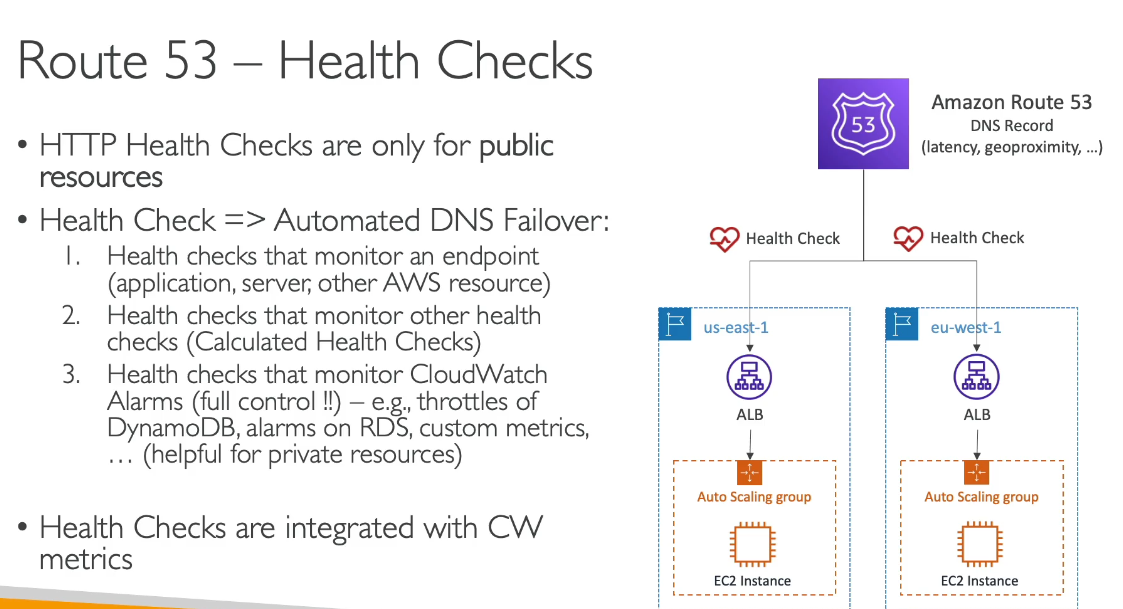 Route 53 – Health Checks
• HTTP Health Checks are only for public
resources
• Health Check => Automated DNS Failover:
1. Health checks that monitor an endpoint
(application, server, other AWS resource)
2. Health checks that monitor other health
checks (Calculated Health Checks)
3. Health checks that monitor CloudWatch
Alarms (full control !!) – e.g., throttles of
DynamoDB, alarms on RDS, custom metrics,
… (helpful for private resources)
• Health Checks are integrated with CW
metrics
53
Amazon Route 53
DNS Record
(latency, geoproximity, …)
Health Check
Health Check
us-east-1
eu-west-1
ALB
ALB
Auto Scaling group
Auto Scaling group
EC2 Instance
EC2 Instance